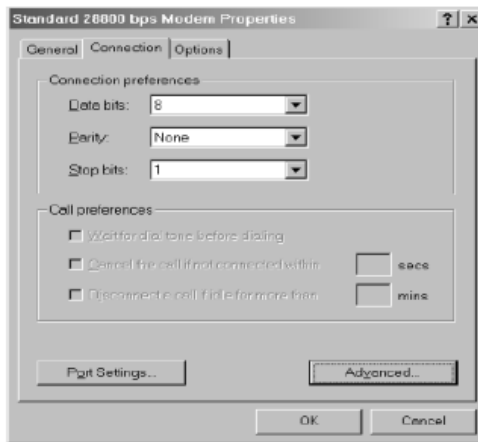 Standard 28800 bps Modem Properties ? ×
General Connection Options
Connection preferences
Data bits: 8
Parity: None
Stop bits: 1
Call preferences
Wait for dial tone before dialing
Cancel the call if not connected within secs
Disconnect a call if idle for more than mins
Port Settings... Advanced...
OK Cancel